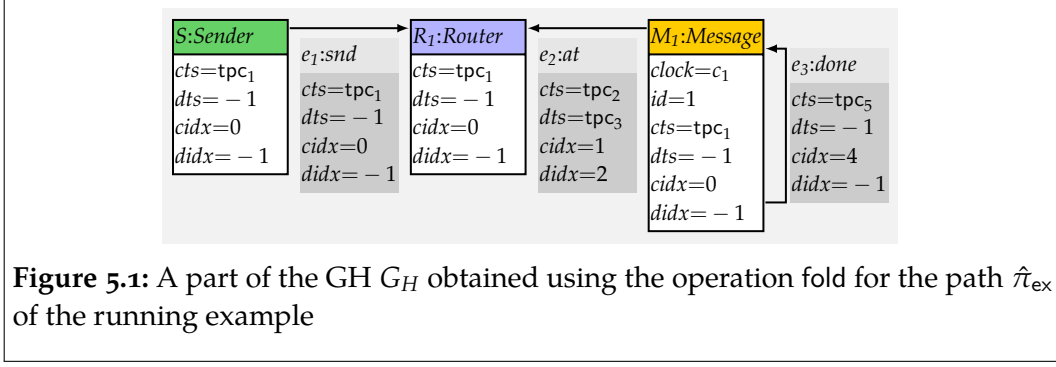 S:Sender
cts=tpc₁
dts=−1
cidx=0
didx=−1
e₁:snd
cts=tpc₁
dts=−1
cidx=0
didx=−1
R₁:Router
cts=tpc₁
dts=−1
cidx=0
didx=−1
e₂:at
cts=tpc₂
dts=tpc₃
cidx=1
didx=2
M₁:Message
clock=c₁
id=1
cts=tpc₁
dts=−1
cidx=0
didx=−1
e₃:done
cts=tpc₅
dts=−1
cidx=4
didx=−1
Figure 5.1: A part of the GH G_H obtained using the operation fold for the path π̂_ex
of the running example